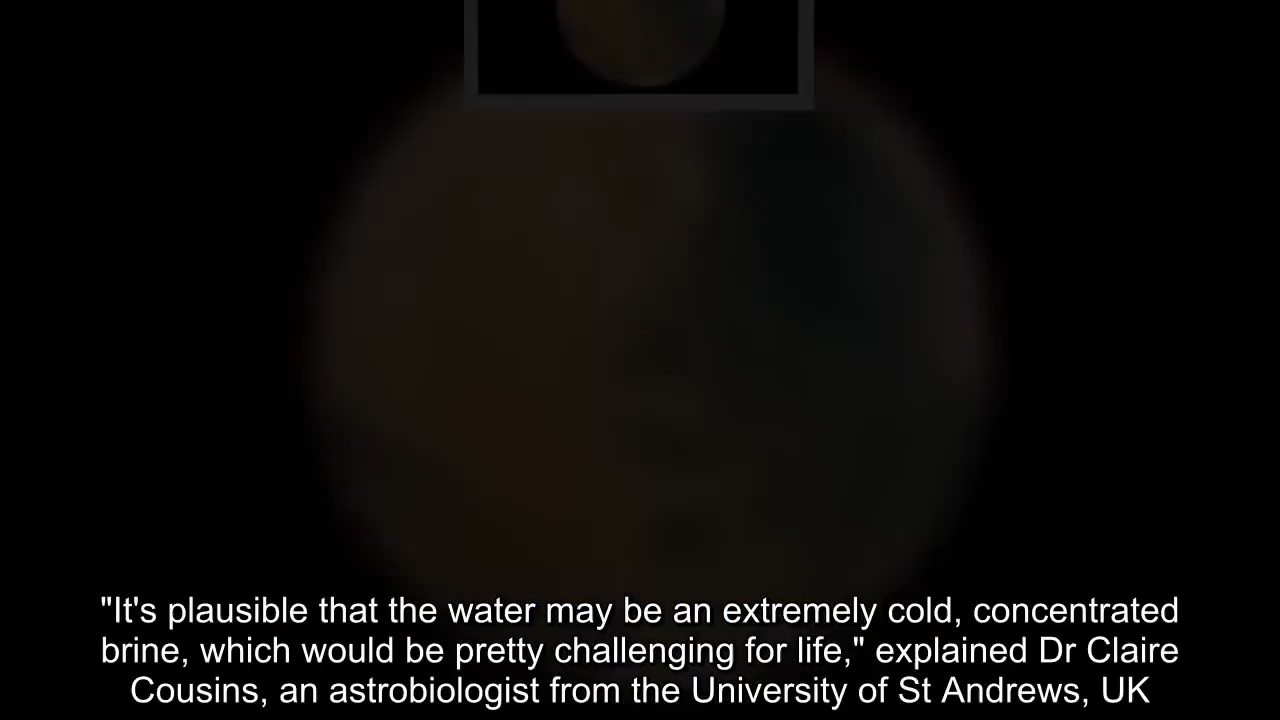 "It's plausible that the water may be an extremely cold, concentrated
brine, which would be pretty challenging for life," explained Dr Claire
Cousins, an astrobiologist from the University of St Andrews, UK